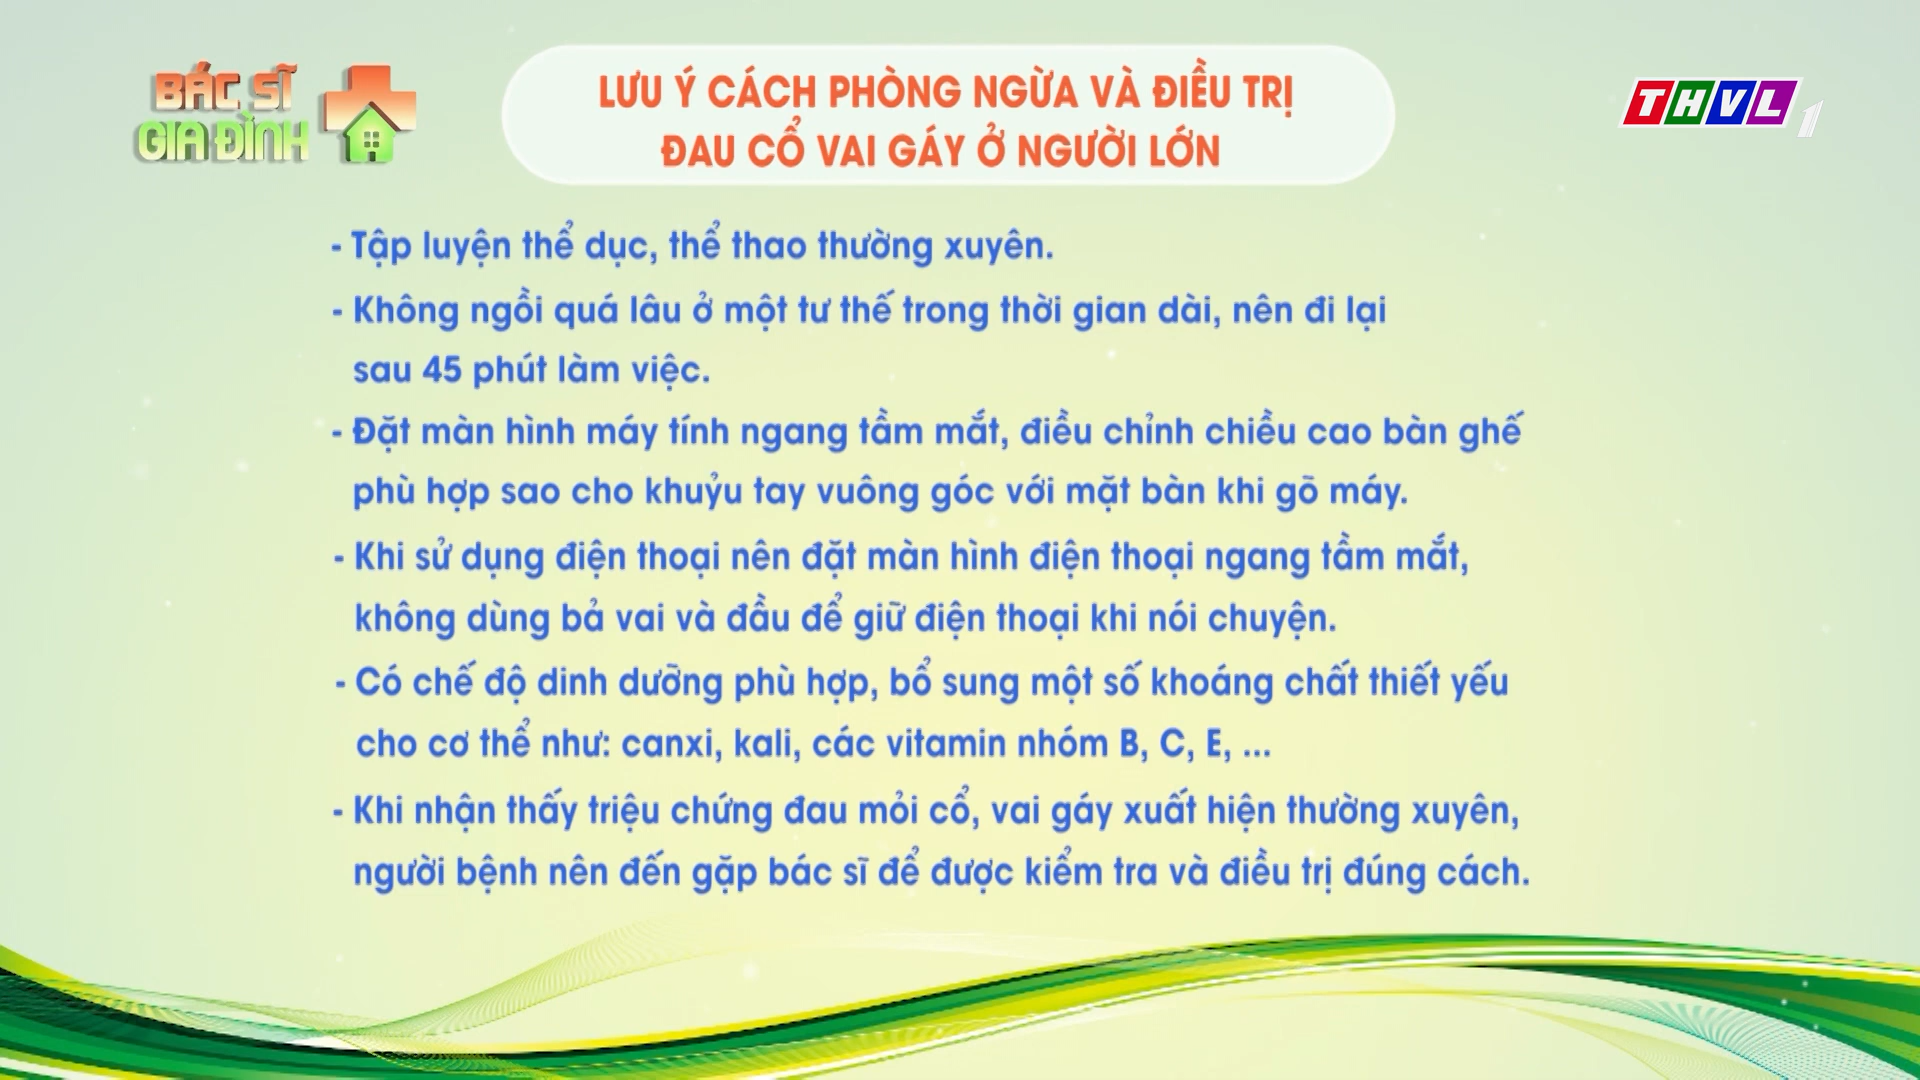 BÁC SĨ
GIA ĐÌNH
LƯU Ý CÁCH PHÒNG NGỪA VÀ ĐIỀU TRỊ
ĐAU CỔ VAI GÁY Ở NGƯỜI LỚN
THVL 1
- Tập luyện thể dục, thể thao thường xuyên.
- Không ngồi quá lâu ở một tư thế trong thời gian dài, nên đi lại
sau 45 phút làm việc.
- Đặt màn hình máy tính ngang tầm mắt, điều chỉnh chiều cao bàn ghế
phù hợp sao cho khuỷu tay vuông góc với mặt bàn khi gõ máy.
- Khi sử dụng điện thoại nên đặt màn hình điện thoại ngang tầm mắt,
không dùng bả vai và đầu để giữ điện thoại khi nói chuyện.
- Có chế độ dinh dưỡng phù hợp, bổ sung một số khoáng chất thiết yếu
cho cơ thể như: canxi, kali, các vitamin nhóm B, C, E, ...
- Khi nhận thấy triệu chứng đau mỏi cổ, vai gáy xuất hiện thường xuyên,
người bệnh nên đến gặp bác sĩ để được kiểm tra và điều trị đúng cách.